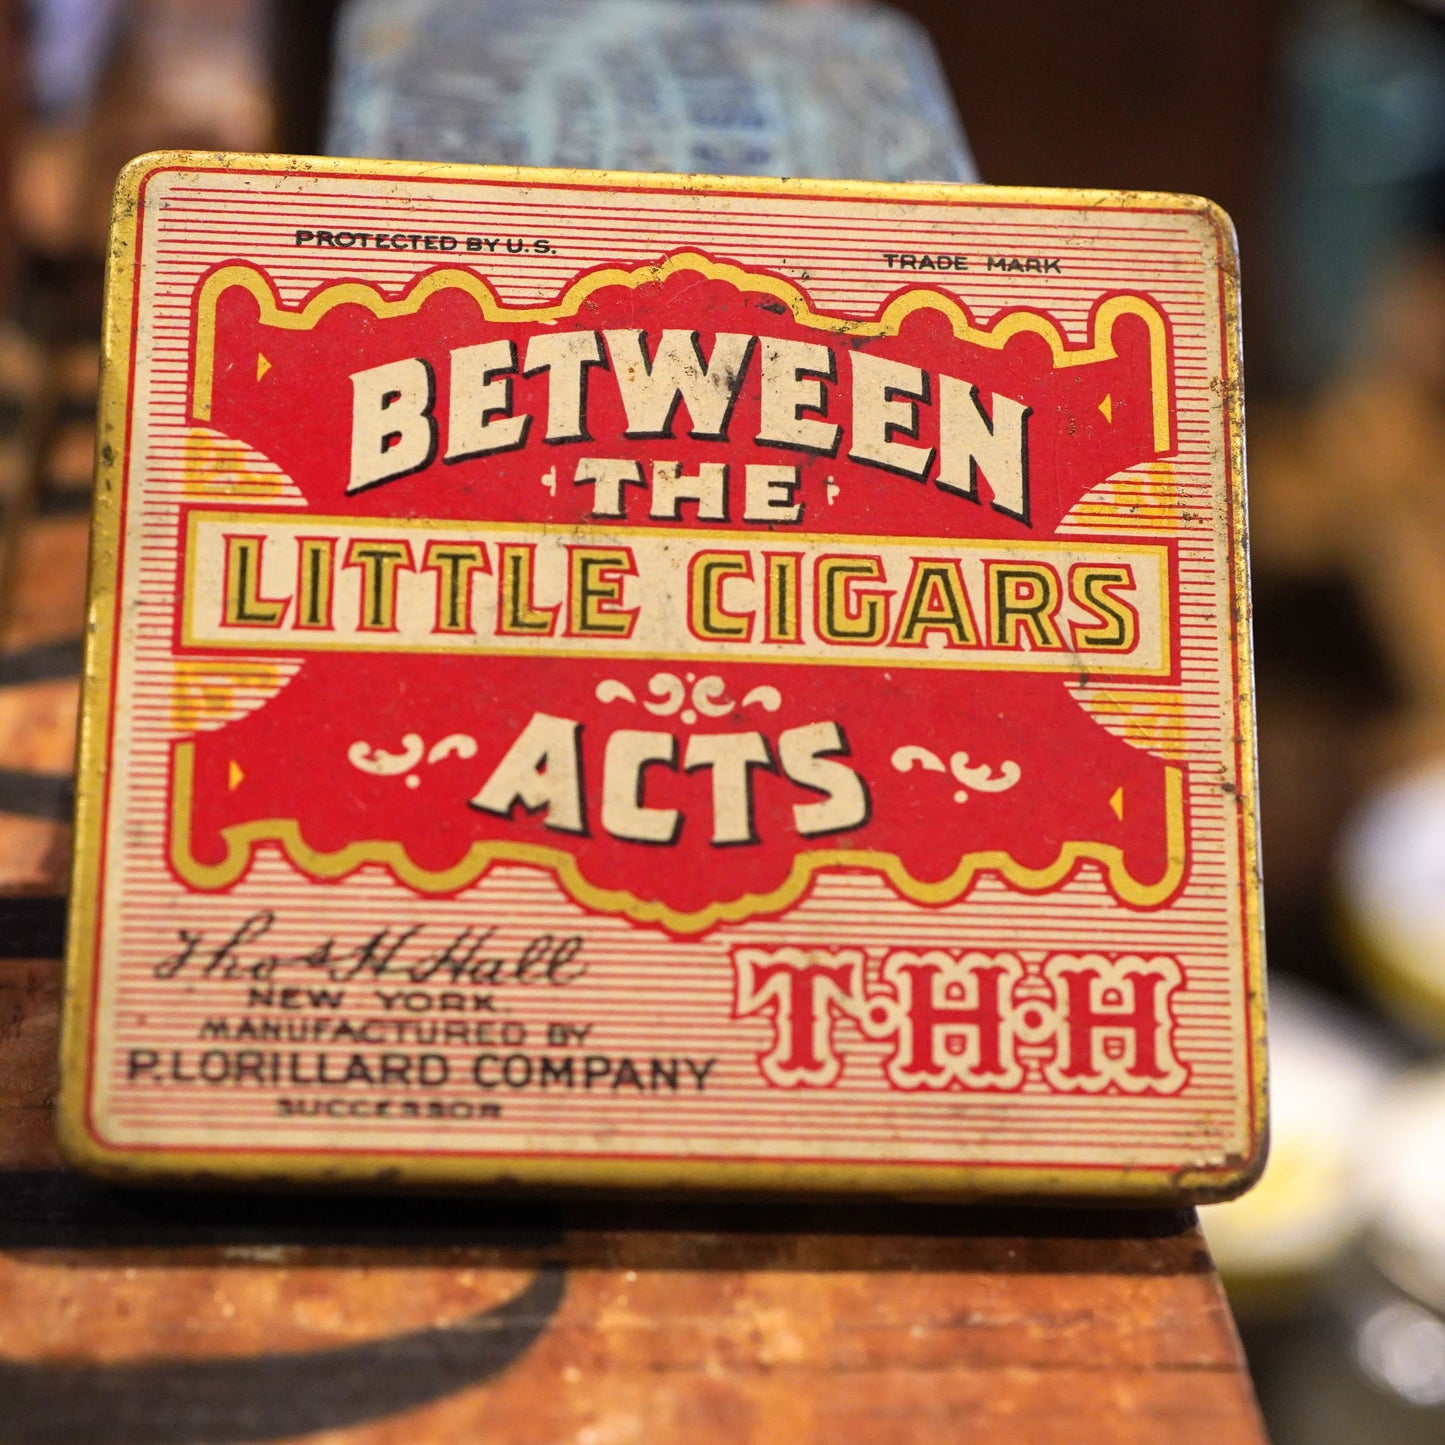 PROTECTED BY U.S. TRADE MARK
BETWEEN
THE
LITTLE CIGARS
ACTS
Thos H Hall
NEW YORK.
MANUFACTURED BY
P. LORILLARD COMPANY
SUCCESSOR
T·H·H